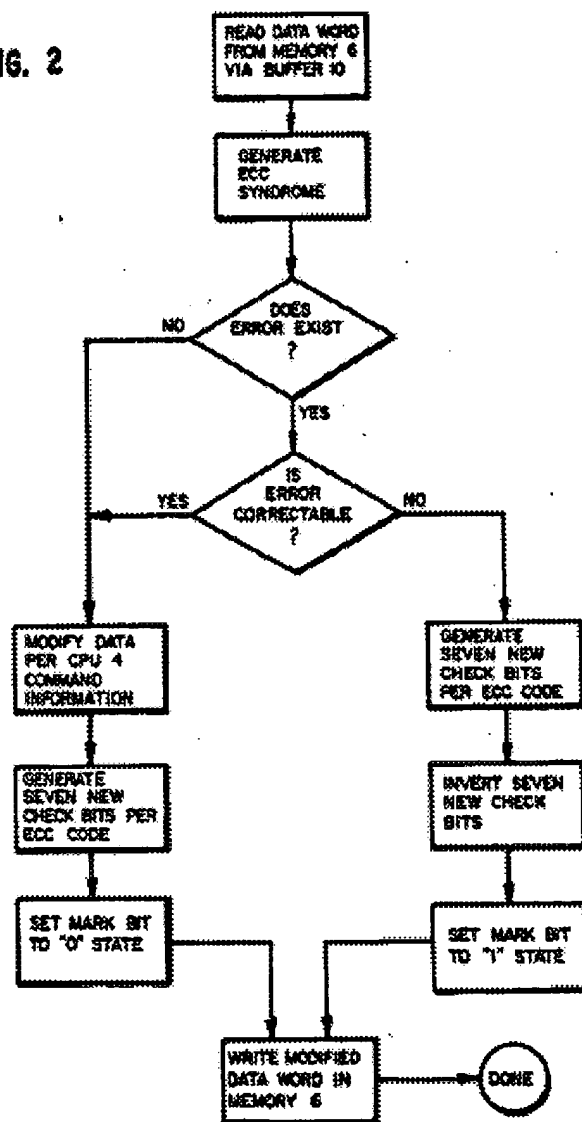 IG. 2
READ DATA WORD
FROM MEMORY 6
VIA BUFFER 10
GENERATE
ECC
SYNDROME
DOES
ERROR EXIST
?
NO
YES
IS
ERROR
CORRECTABLE
?
YES
NO
MODIFY DATA
PER CPU 4
COMMAND
INFORMATION
GENERATE
SEVEN NEW
CHECK BITS
PER ECC CODE
GENERATE
SEVEN NEW
CHECK BITS PER
ECC CODE
INVERT SEVEN
NEW CHECK
BITS
SET MARK BIT
TO "0" STATE
SET MARK BIT
TO "1" STATE
WRITE MODIFIED
DATA WORD IN
MEMORY 6
DONE